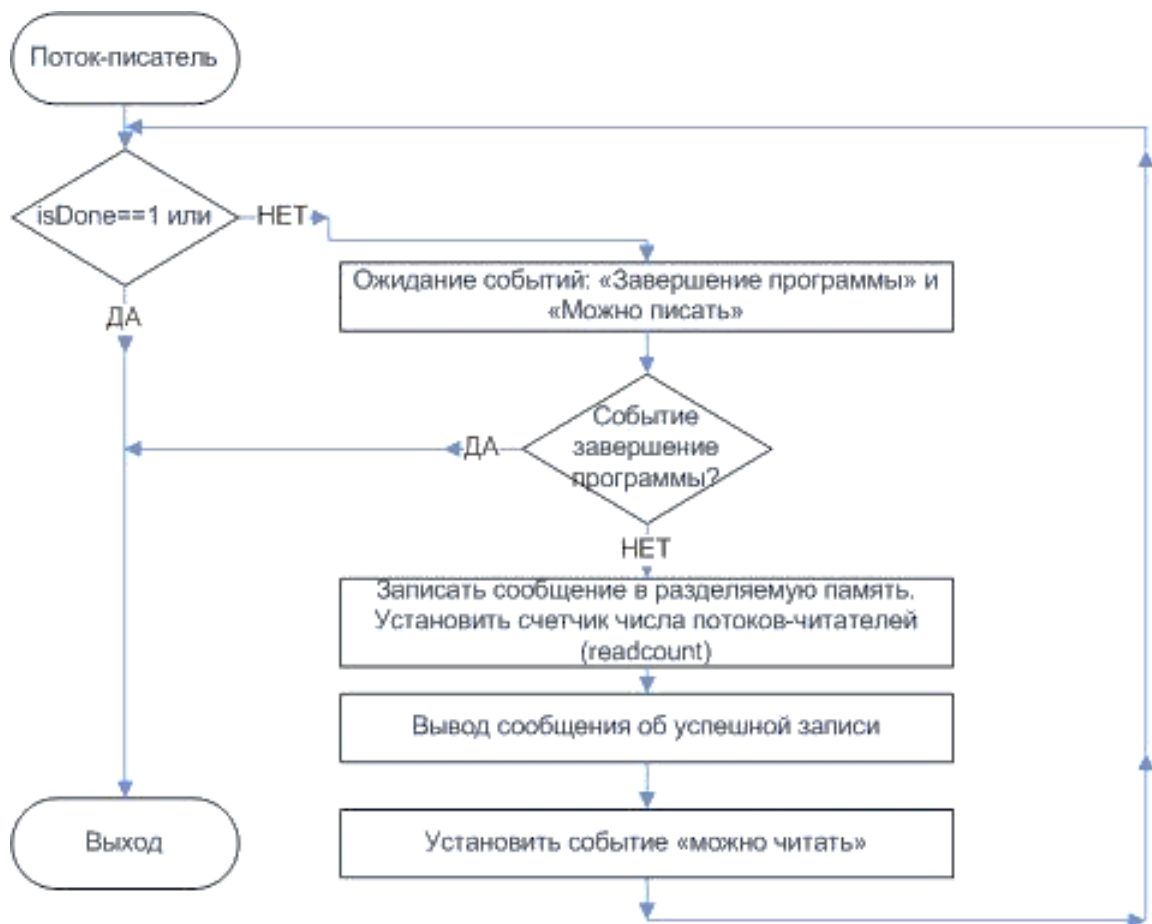 Поток-писатель
isDone==1 или
НЕТ
Ожидание событий: «Завершение программы» и
«Можно писать»
ДА
Событие
завершение
программы?
ДА
НЕТ
Записать сообщение в разделяемую память.
Установить счетчик числа потоков-читателей
(readcount)
Вывод сообщения об успешной записи
Выход
Установить событие «можно читать»